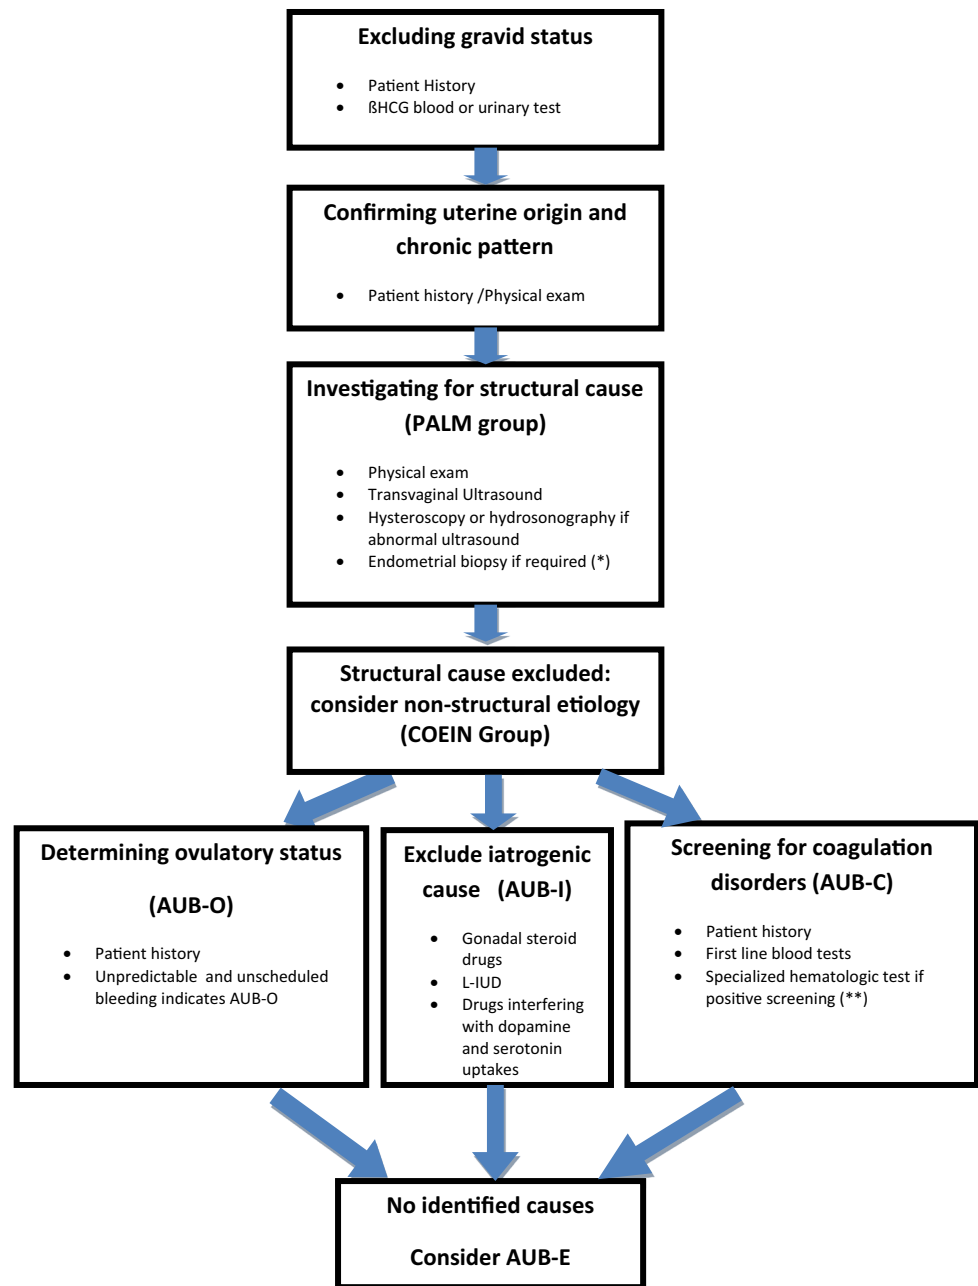 Excluding gravid status
• Patient History
• ßHCG blood or urinary test
Confirming uterine origin and
chronic pattern
• Patient history /Physical exam
Investigating for structural cause
(PALM group)
• Physical exam
• Transvaginal Ultrasound
• Hysteroscopy or hydrosonography if
abnormal ultrasound
• Endometrial biopsy if required (*)
Structural cause excluded:
consider non-structural etiology
(COEIN Group)
Determining ovulatory status
(AUB-O)
• Patient history
• Unpredictable and unscheduled
bleeding indicates AUB-O
Exclude iatrogenic
cause (AUB-I)
• Gonadal steroid
drugs
• L-IUD
• Drugs interfering
with dopamine
and serotonin
uptakes
Screening for coagulation
disorders (AUB-C)
• Patient history
• First line blood tests
• Specialized hematologic test if
positive screening (**)
No identified causes
Consider AUB-E